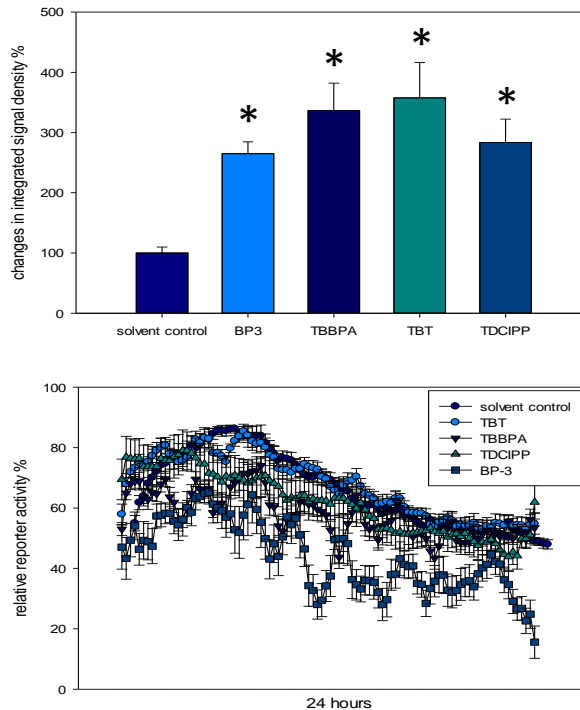 changes in integrated signal density %
500
400
300
200
100
0
*
*
*
*
solvent control BP3 TBBPA TBT TDCIPP
relative reporter activity %
100
80
60
40
20
0
solvent control
TBT
TBBPA
TDCIPP
BP-3
24 hours